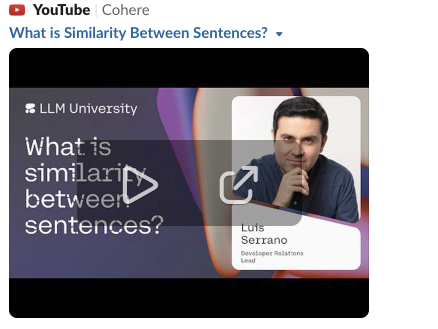 YouTube | Cohere
What is Similarity Between Sentences?
LLM University
What is
similarity
between
sentences?
Luis
Serrano
Developer Relations
Lead